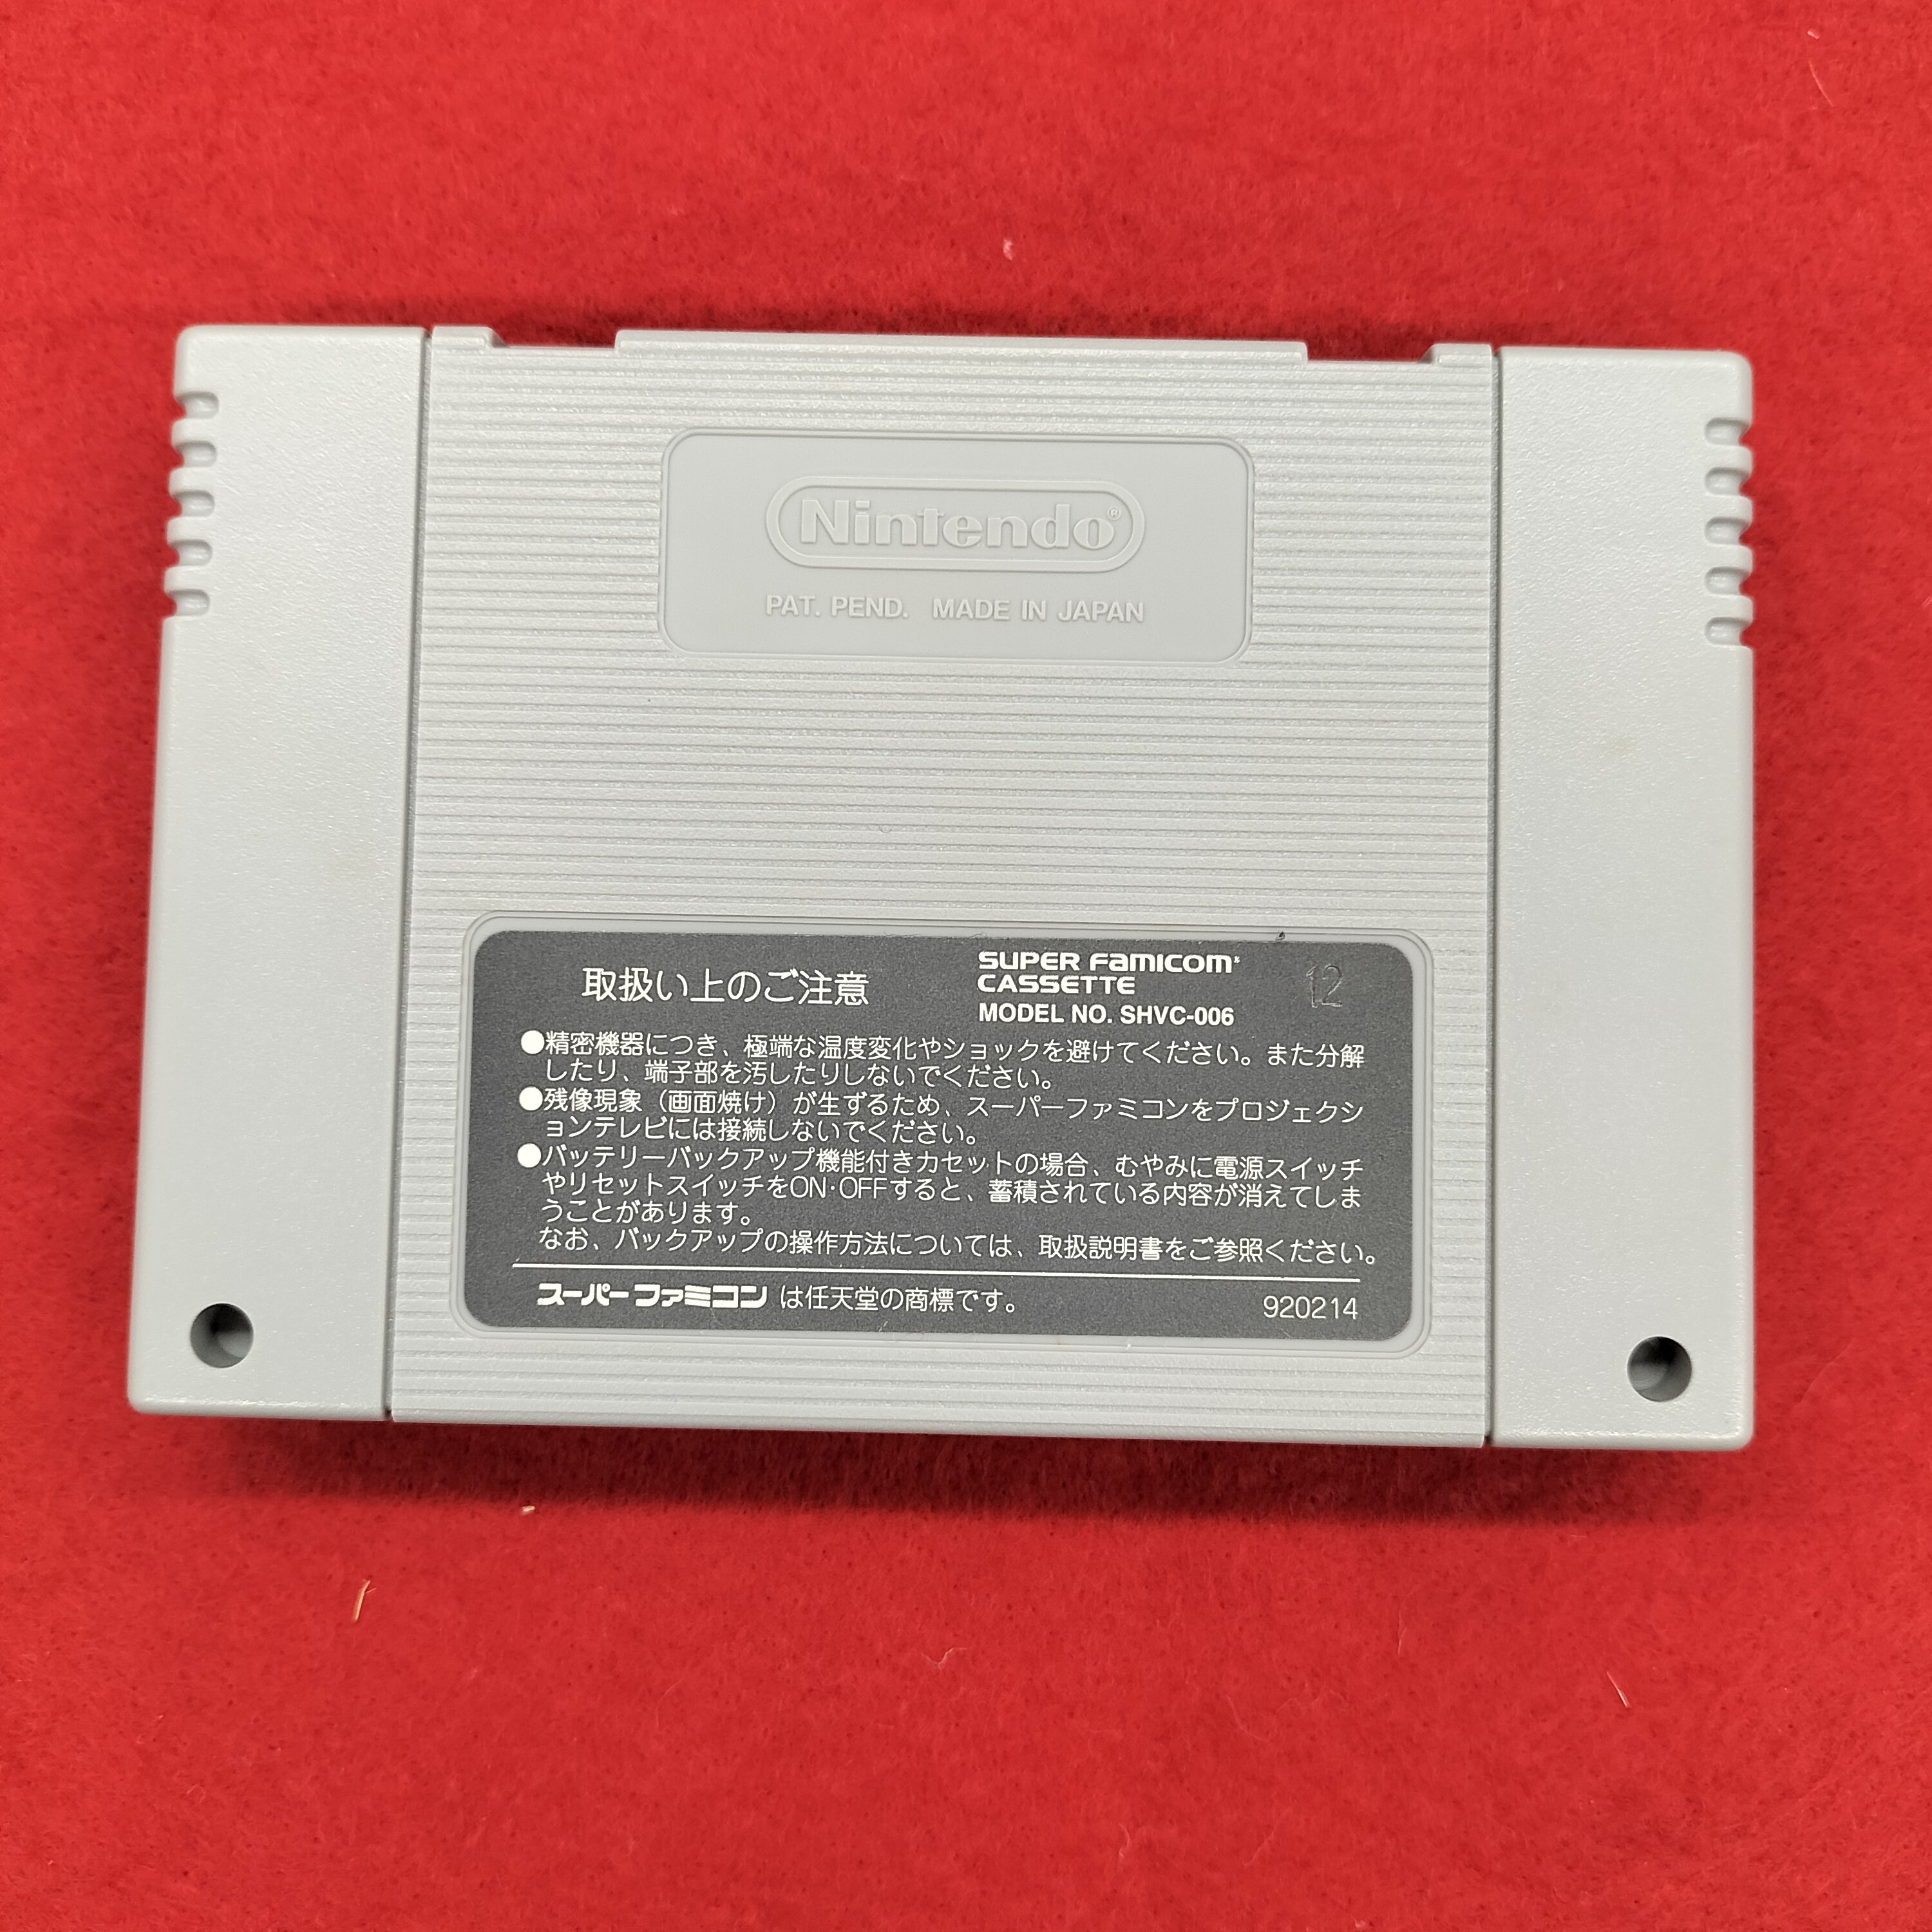 Nintendo®
PAT. PEND. MADE IN JAPAN
取扱い上のご注意
SUPER FAMICOM
CASSETTE
MODEL NO. SHVC-006
12
●精密機器につき、極端な温度変化やショックを避けてください。また分解
したり、端子部を汚したりしないでください。
●残像現象(画面焼け)が生ずるため、スーパーファミコンをプロジェクシ
ョンテレビには接続しないでください。
●バッテリーバックアップ機能付きカセットの場合、むやみに電源スイッチ
やリセットスイッチをON・OFFすると、蓄積されている内容が消えてしま
うことがあります。
なお、バックアップの操作方法については、取扱説明書をご参照ください。
スーパーファミコン は任天堂の商標です。
920214